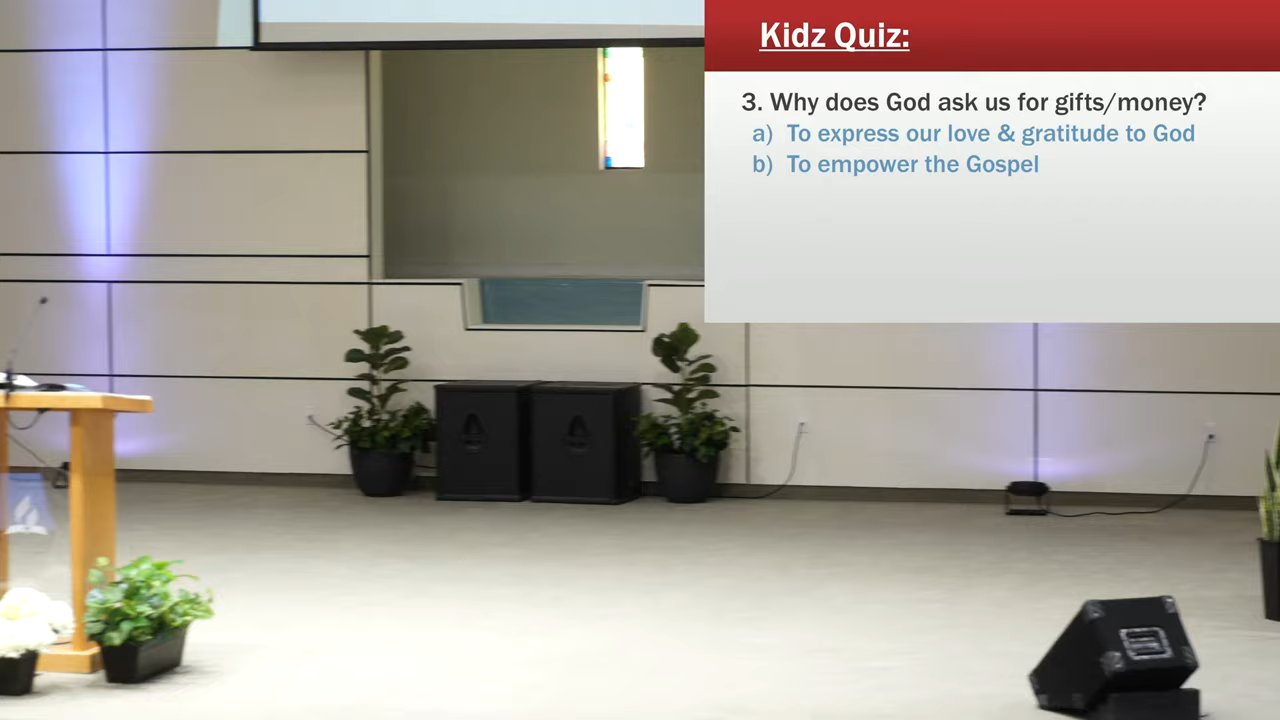 Kidz Quiz:
3. Why does God ask us for gifts/money?
a) To express our love & gratitude to God
b) To empower the Gospel